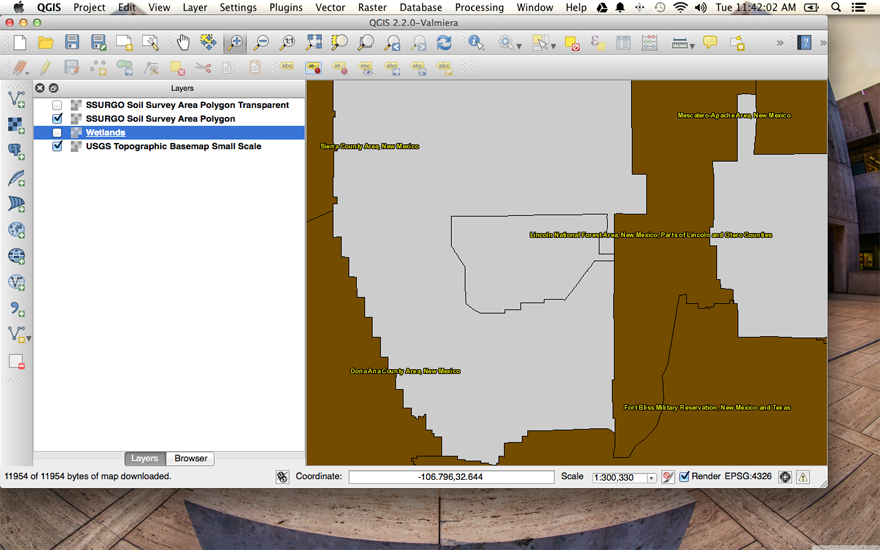 QGIS Project Edit View Layer Settings Plugins Vector Raster Database Processing Window Help Tue 11:42:02 AM
QGIS 2.2.0-Valmiera
Layers
SSURGO Soil Survey Area Polygon Transparent
SSURGO Soil Survey Area Polygon
Wetlands
USGS Topographic Basemap Small Scale
Mescalero-Apache Area, New Mexico
Sierra County Area, New Mexico
Lincoln National Forest Area, New Mexico, Parts of Lincoln and Otero Counties
Dona Ana County Area, New Mexico
Fort Bliss Military Reservation, New Mexico and Texas
Layers Browser
11954 of 11954 bytes of map downloaded. Coordinate: -106.796,32.644 Scale 1:300,330 Render EPSG:4326